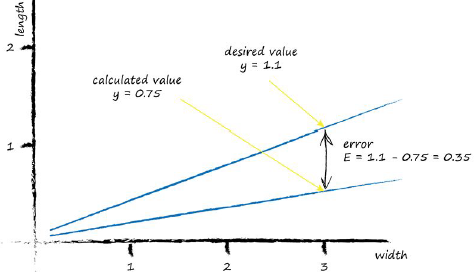 length
2
desired value
y = 1.1
calculated value
y = 0.75
1
error
E = 1.1 - 0.75 = 0.35
width
1
2
3